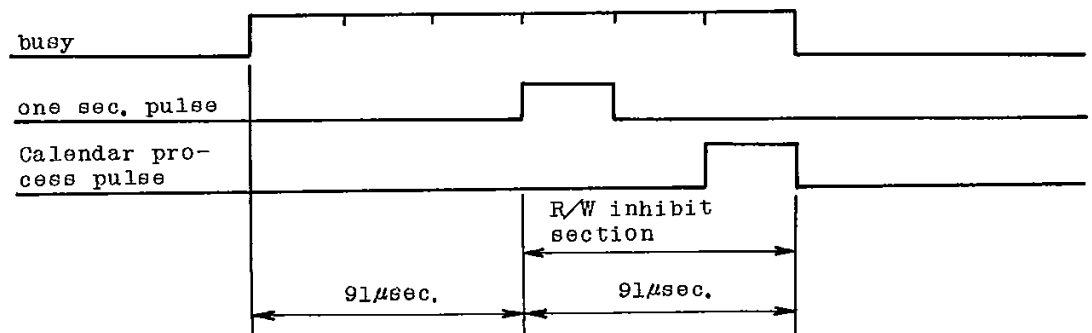 busy
one sec. pulse
Calendar pro-
cess pulse
R/W inhibit
section
91μsec.
91μsec.